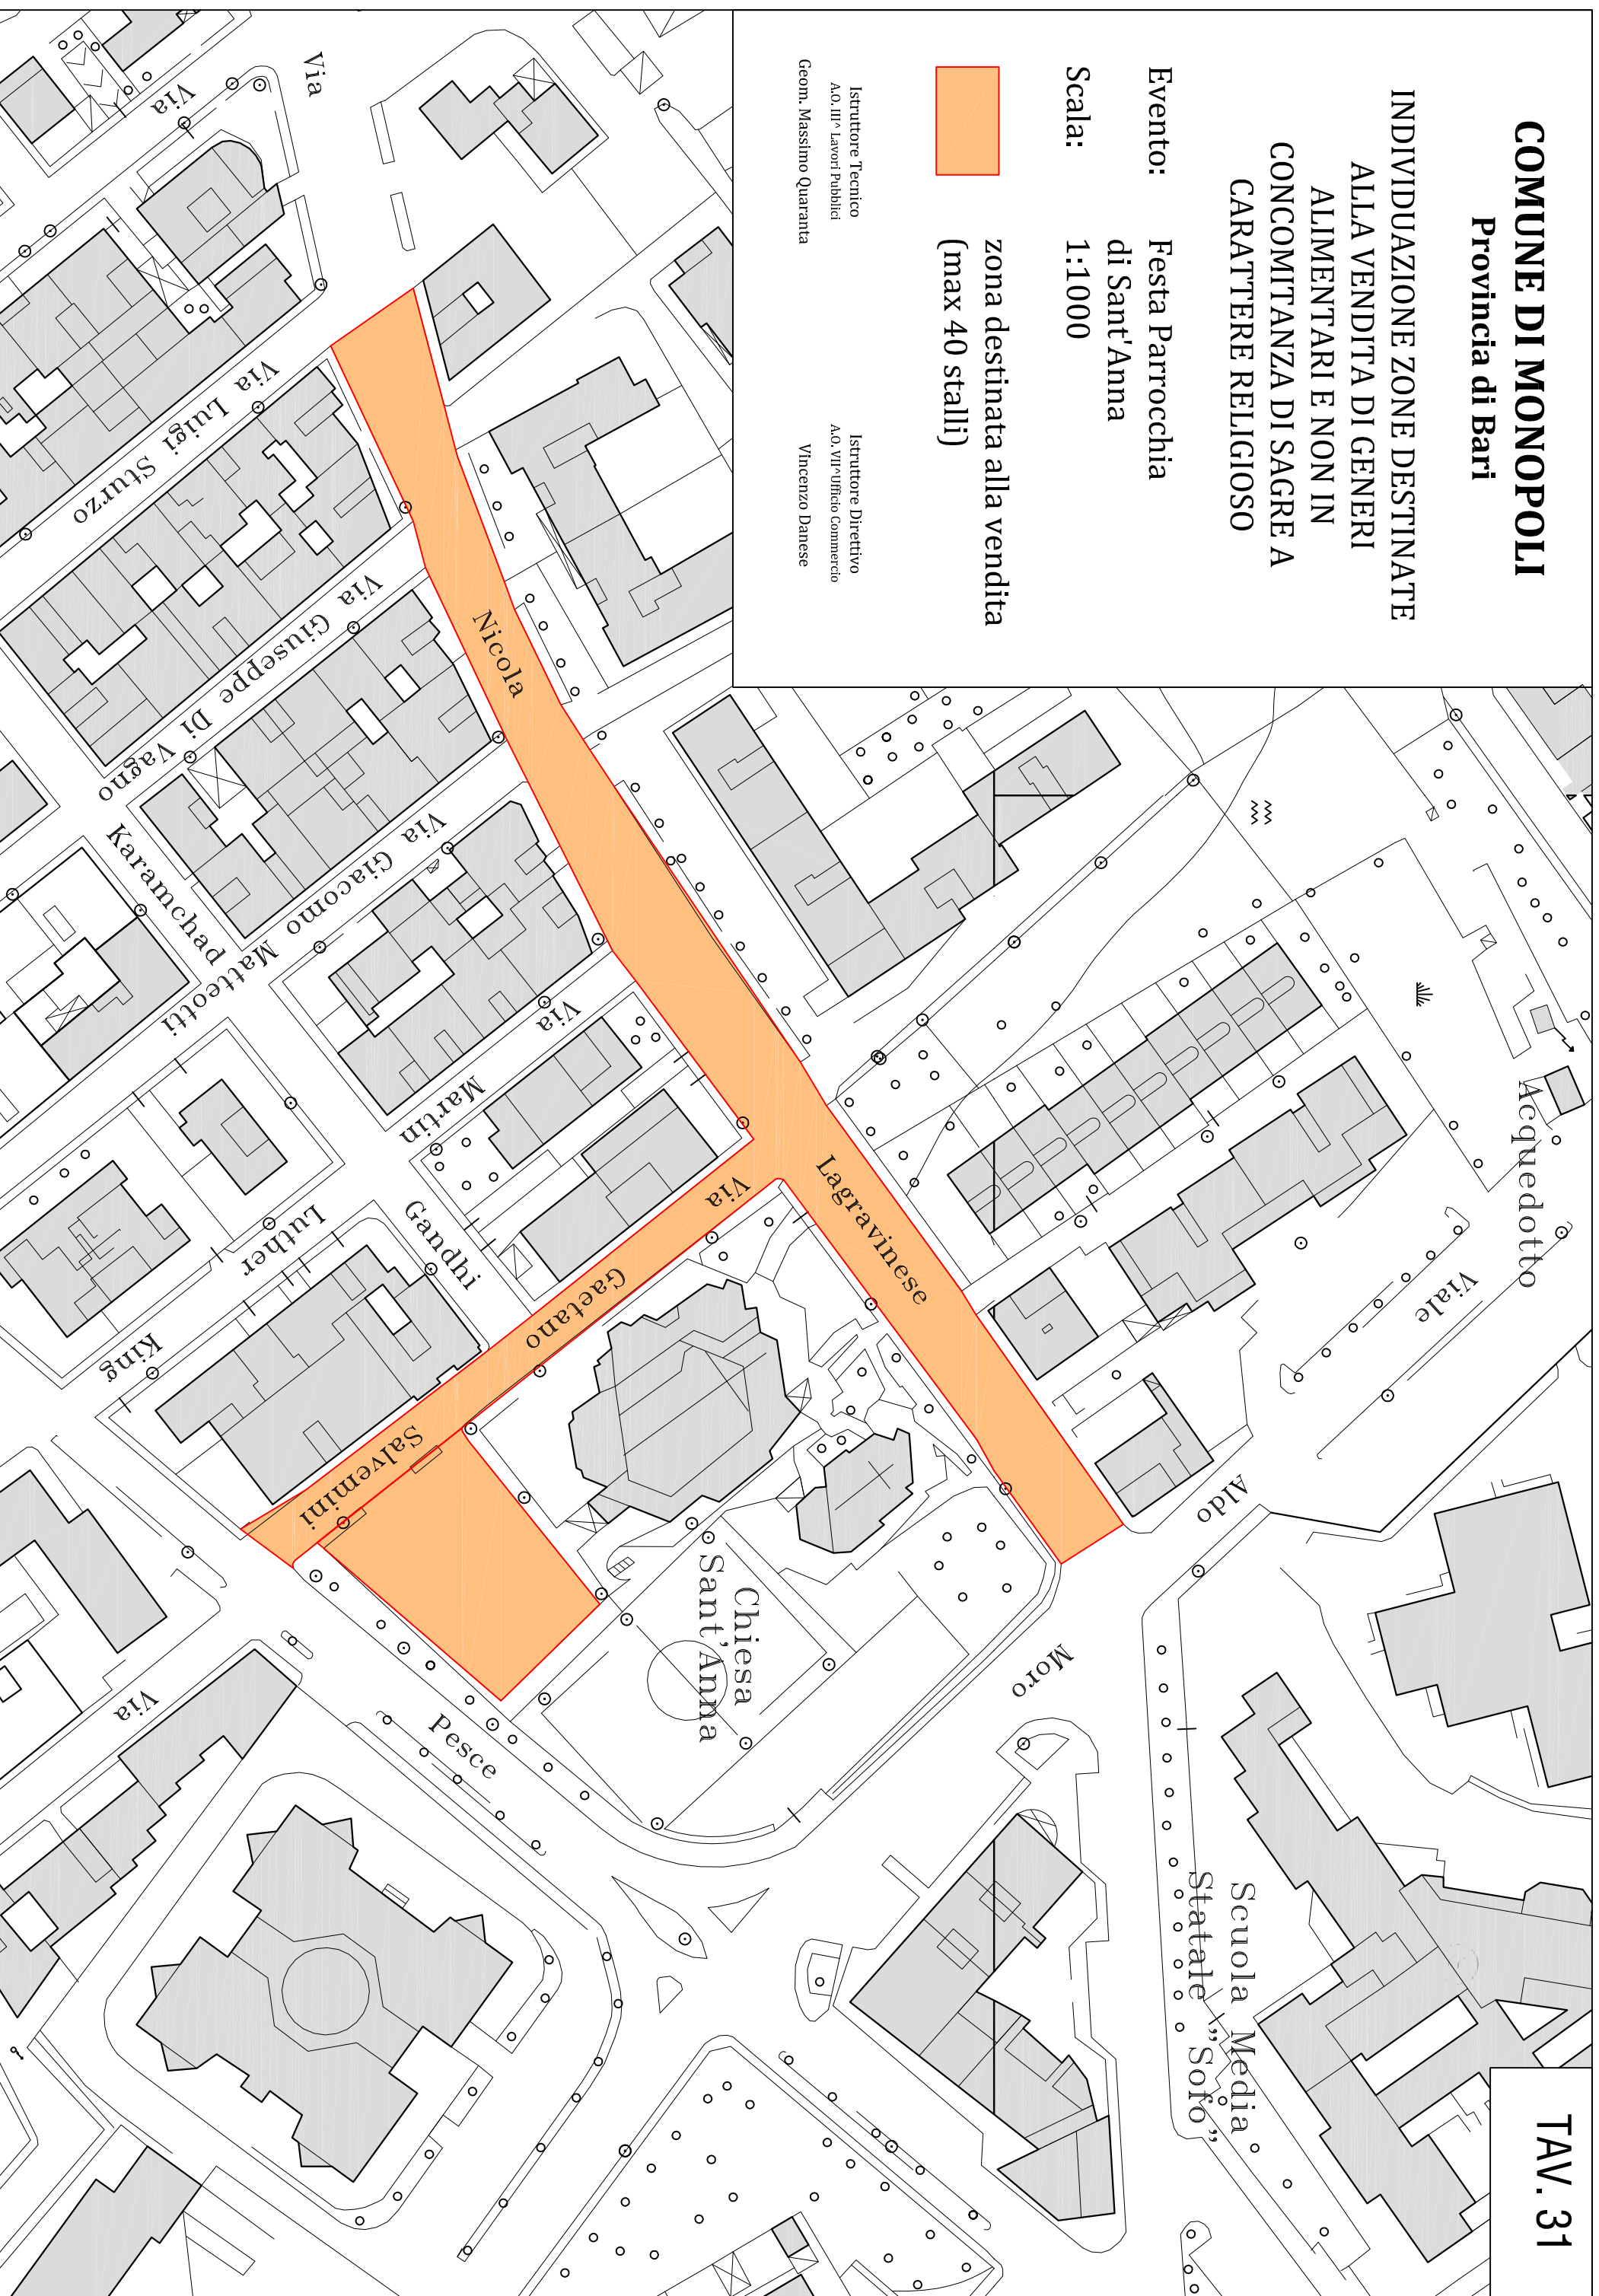 COMUNE DI MONOPOLI
Provincia di Bari
INDIVIDUAZIONE ZONE DESTINATE
ALLA VENDITA DI GENERI
ALIMENTARI E NON IN
CONCOMITANZA DI SAGRE A
CARATTERE RELIGIOSO
Evento: Festa Parrocchia
di Sant'Anna
Scala: 1:1000
zona destinata alla vendita
(max 40 stalli)
Istruttore Tecnico
A.O. III^ Lavori Pubblici
Geom. Massimo Quaranta
Istruttore Direttivo
A.O. VII^Ufficio Commercio
Vincenzo Danese
TAV. 31
Acquedotto
Viale
Aldo
Moro
Scuola Media
Statale "Sofo"
Nicola
Lagravinese
Chiesa
Sant'Anna
Via
Via
Via Luigi Sturzo
Via Giuseppe Di Vagno
Via Giacomo Matteotti
Via Martin
Luther
King
Karamchad
Gandhi
Via Gaetano Salvemini
Via
Pesce